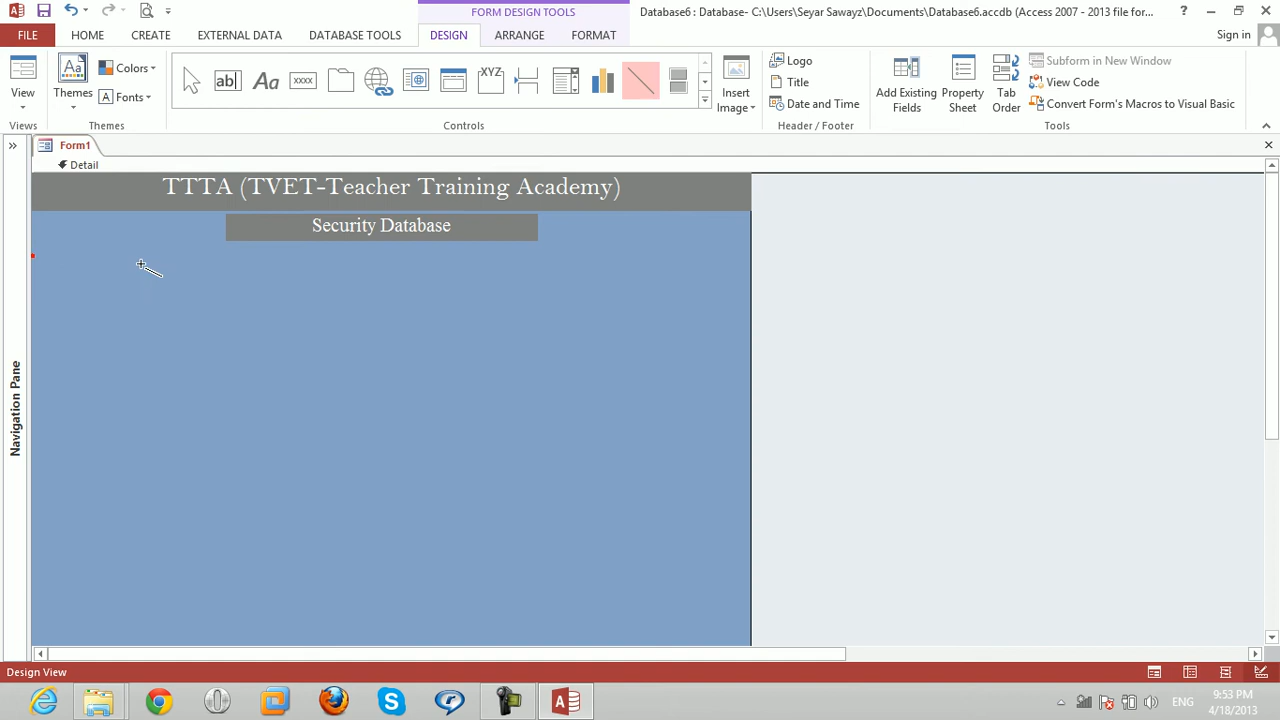 FORM DESIGN TOOLS
Database6 : Database- C:\Users\Seyar Sawayz\Documents\Database6.accdb (Access 2007 - 2013 file for...
FILE HOME CREATE EXTERNAL DATA DATABASE TOOLS DESIGN ARRANGE FORMAT Sign in
View
Views
Aa
Themes
Colors
Fonts
Themes
ab|
Aa
xxxx
XYZ
Controls
Insert
Image
Logo
Title
Date and Time
Header / Footer
Add Existing
Fields
Property
Sheet
Tab
Order
Subform in New Window
View Code
Convert Form's Macros to Visual Basic
Tools
Form1
Detail
TTTA (TVET-Teacher Training Academy)
Security Database
Navigation Pane
Design View
ENG
9:53 PM
4/18/2013